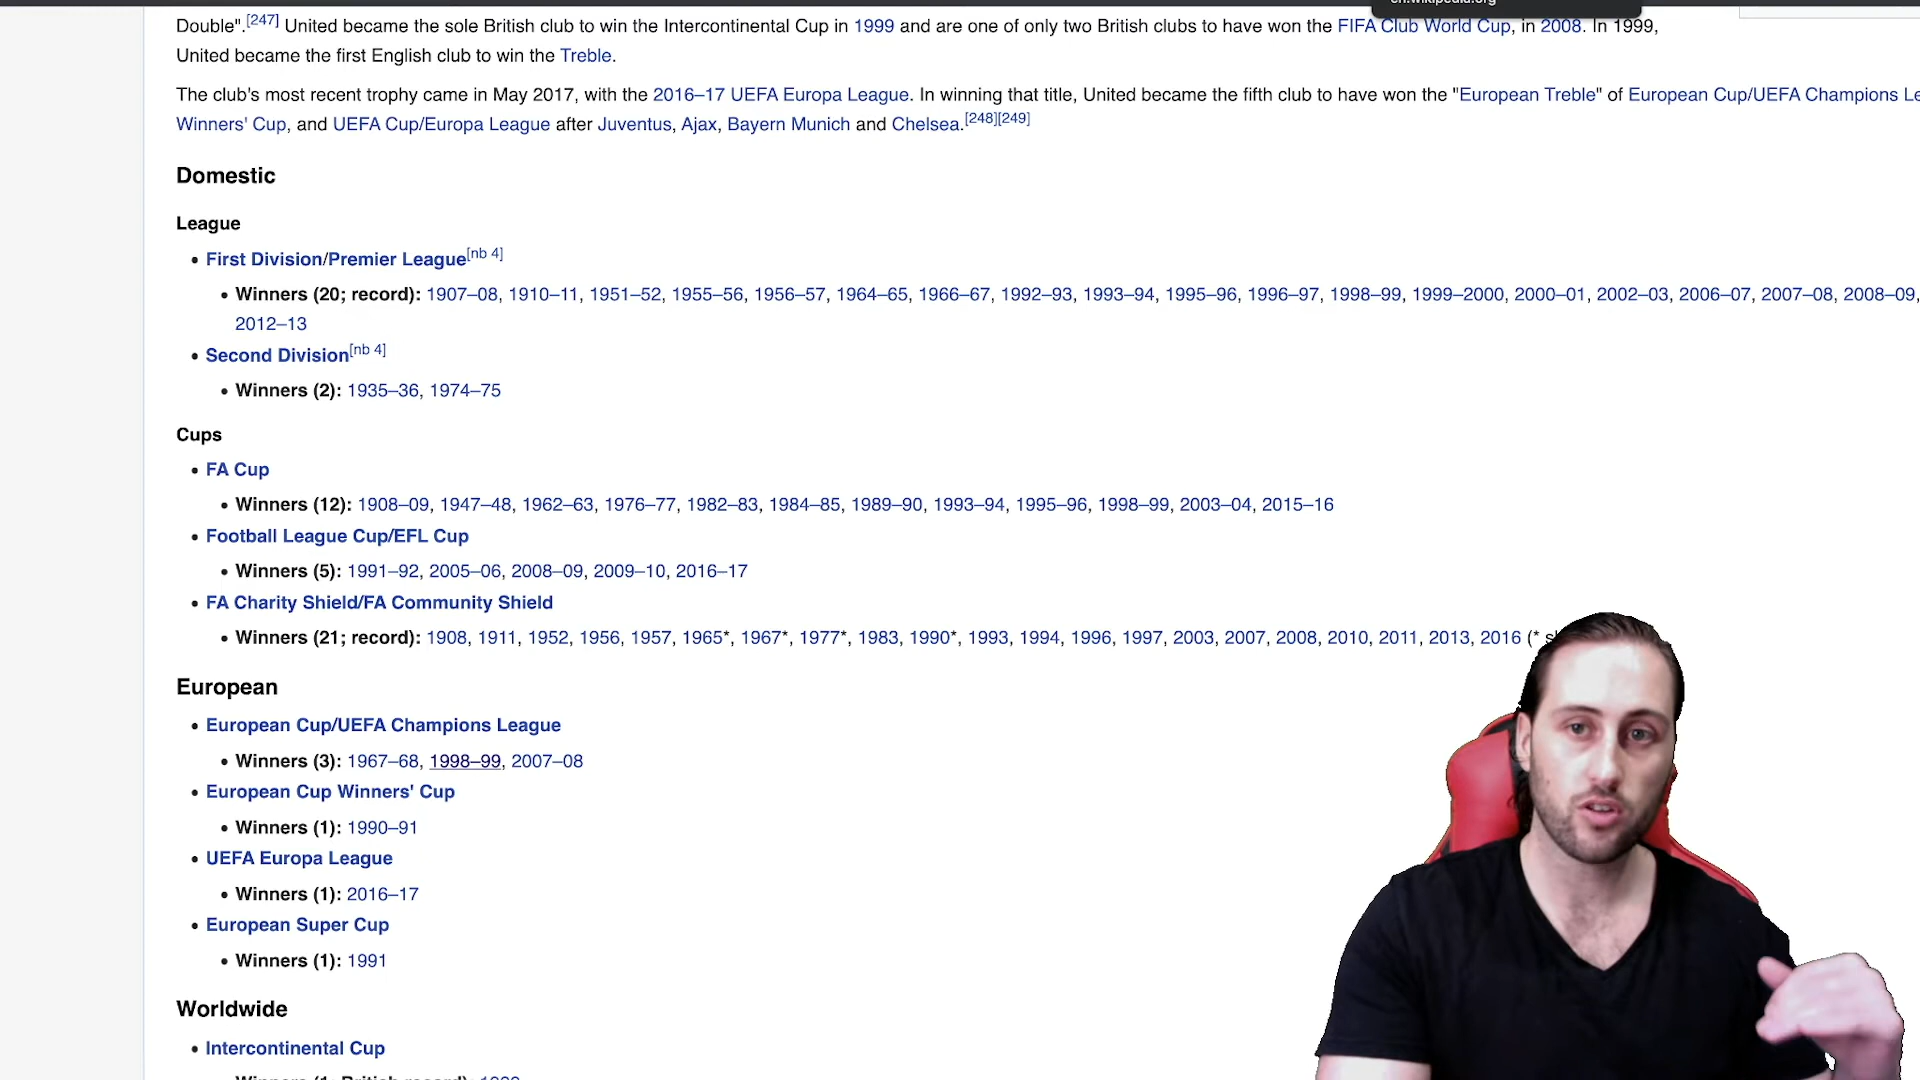 en.wikipedia.org
Double".[247] United became the sole British club to win the Intercontinental Cup in 1999 and are one of only two British clubs to have won the FIFA Club World Cup, in 2008. In 1999,
United became the first English club to win the Treble.
The club's most recent trophy came in May 2017, with the 2016–17 UEFA Europa League. In winning that title, United became the fifth club to have won the "European Treble" of European Cup/UEFA Champions Le
Winners' Cup, and UEFA Cup/Europa League after Juventus, Ajax, Bayern Munich and Chelsea.[248][249]
Domestic
League
• First Division/Premier League[nb 4]
• Winners (20; record): 1907–08, 1910–11, 1951–52, 1955–56, 1956–57, 1964–65, 1966–67, 1992–93, 1993–94, 1995–96, 1996–97, 1998–99, 1999–2000, 2000–01, 2002–03, 2006–07, 2007–08, 2008–09,
2012–13
• Second Division[nb 4]
• Winners (2): 1935–36, 1974–75
Cups
• FA Cup
• Winners (12): 1908–09, 1947–48, 1962–63, 1976–77, 1982–83, 1984–85, 1989–90, 1993–94, 1995–96, 1998–99, 2003–04, 2015–16
• Football League Cup/EFL Cup
• Winners (5): 1991–92, 2005–06, 2008–09, 2009–10, 2016–17
• FA Charity Shield/FA Community Shield
• Winners (21; record): 1908, 1911, 1952, 1956, 1957, 1965*, 1967*, 1977*, 1983, 1990*, 1993, 1994, 1996, 1997, 2003, 2007, 2008, 2010, 2011, 2013, 2016 (* s
European
• European Cup/UEFA Champions League
• Winners (3): 1967–68, 1998–99, 2007–08
• European Cup Winners' Cup
• Winners (1): 1990–91
• UEFA Europa League
• Winners (1): 2016–17
• European Super Cup
• Winners (1): 1991
Worldwide
• Intercontinental Cup
Winners (1; British record): 1999